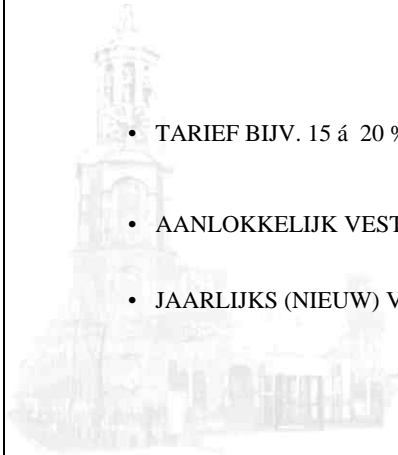 • TARIEF BIJV. 15 á 20 %
• AANLOKKELIJK VEST
• JAARLIJKS (NIEUW) V